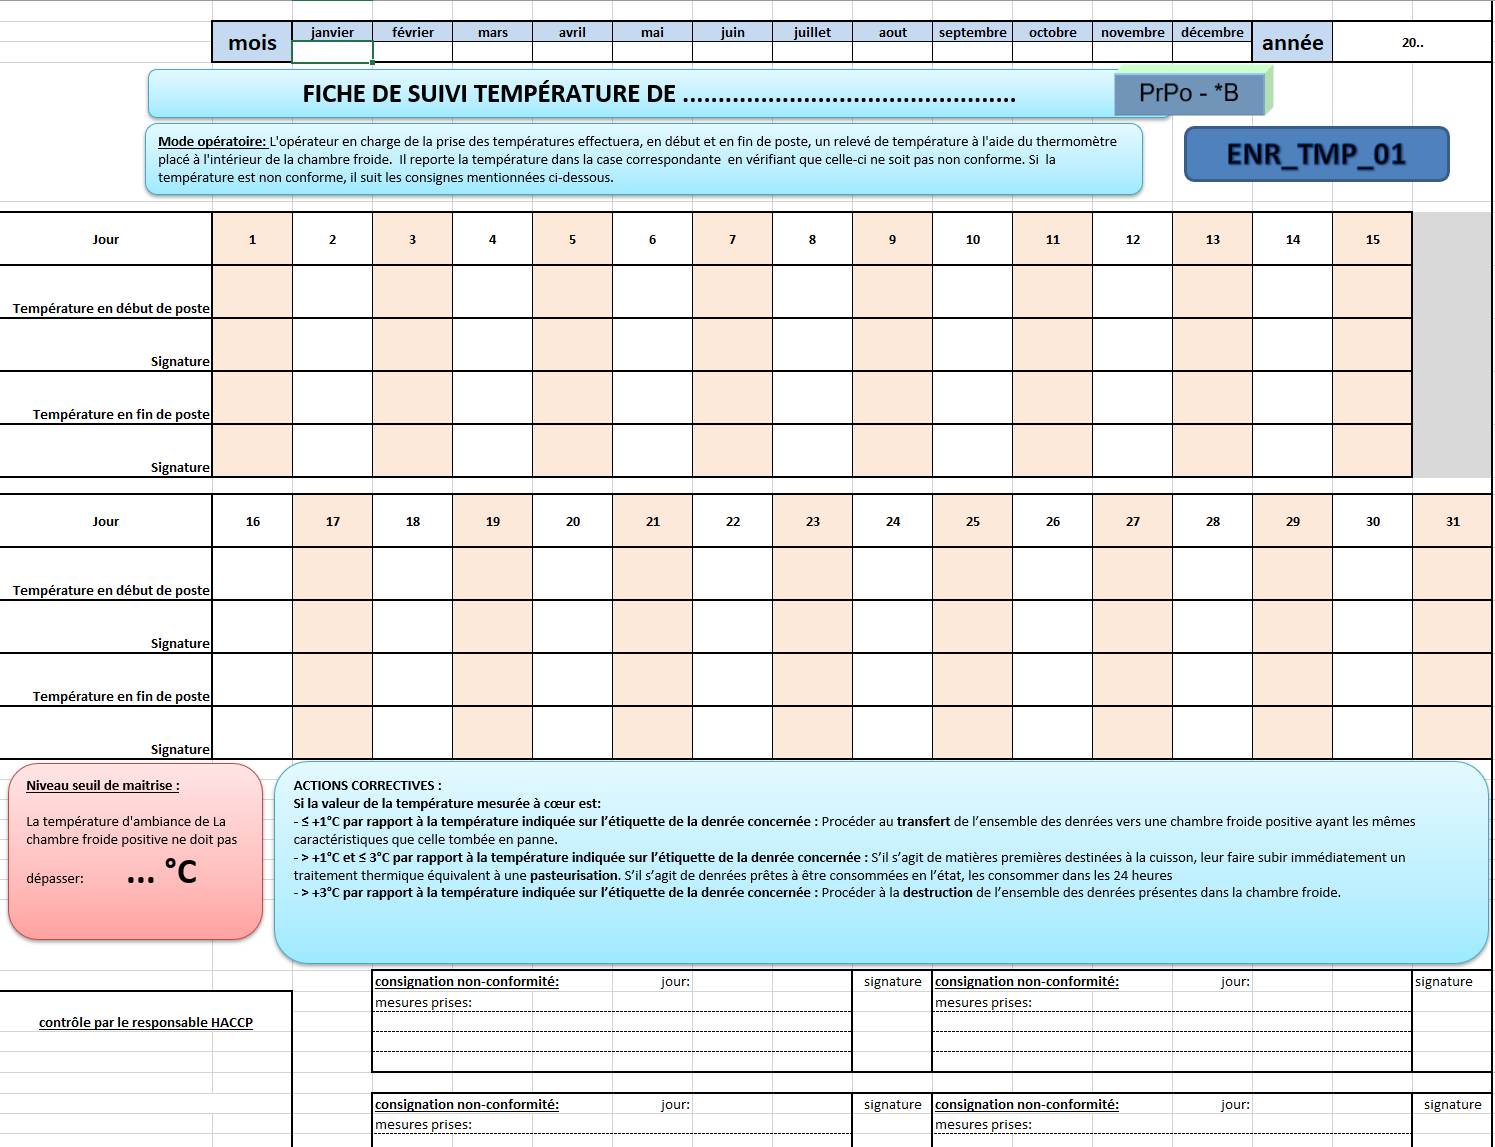 mois janvier février mars avril mai juin juillet aout septembre octobre novembre décembre année 20..
FICHE DE SUIVI TEMPÉRATURE DE ..............................................
PrPo - *B
Mode opératoire: L'opérateur en charge de la prise des températures effectuera, en début et en fin de poste, un relevé de température à l'aide du thermomètre
placé à l'intérieur de la chambre froide. Il reporte la température dans la case correspondante en vérifiant que celle-ci ne soit pas non conforme. Si la
température est non conforme, il suit les consignes mentionnées ci-dessous.
ENR_TMP_01
Jour 1 2 3 4 5 6 7 8 9 10 11 12 13 14 15
Température en début de poste
Signature
Température en fin de poste
Signature
Jour 16 17 18 19 20 21 22 23 24 25 26 27 28 29 30 31
Température en début de poste
Signature
Température en fin de poste
Signature
Niveau seuil de maitrise :
La température d'ambiance de La
chambre froide positive ne doit pas
dépasser: ... °C
ACTIONS CORRECTIVES :
Si la valeur de la température mesurée à cœur est:
- ≤ +1°C par rapport à la température indiquée sur l’étiquette de la denrée concernée : Procéder au transfert de l’ensemble des denrées vers une chambre froide positive ayant les mêmes
caractéristiques que celle tombée en panne.
- > +1°C et ≤ 3°C par rapport à la température indiquée sur l’étiquette de la denrée concernée : S’il s’agit de matières premières destinées à la cuisson, leur faire subir immédiatement un
traitement thermique équivalent à une pasteurisation. S’il s’agit de denrées prêtes à être consommées en l’état, les consommer dans les 24 heures
- > +3°C par rapport à la température indiquée sur l’étiquette de la denrée concernée : Procéder à la destruction de l’ensemble des denrées présentes dans la chambre froide.
consignation non-conformité: jour: signature consignation non-conformité: jour: signature
mesures prises: mesures prises:
contrôle par le responsable HACCP
consignation non-conformité: jour: signature consignation non-conformité: jour: signature
mesures prises: mesures prises: